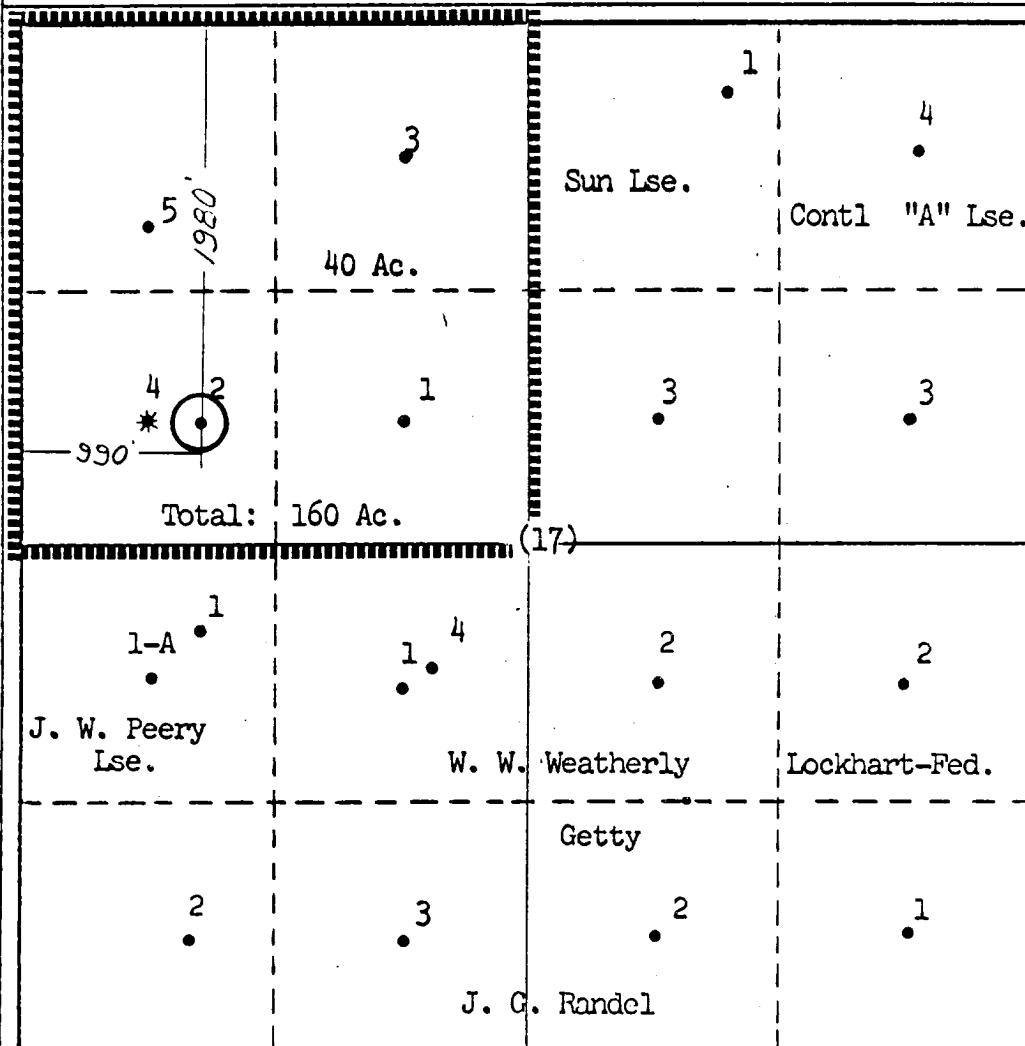 1
4
3
Sun Lse.
5
1980'
Contl "A" Lse.
40 Ac.
4
2
1
3
3
990'
Total: 160 Ac.
(17)
1
1-A
1
4
2
2
J. W. Peery
Lse.
W. W. Weatherly
Lockhart-Fed.
Getty
2
3
2
1
J. G. Randel